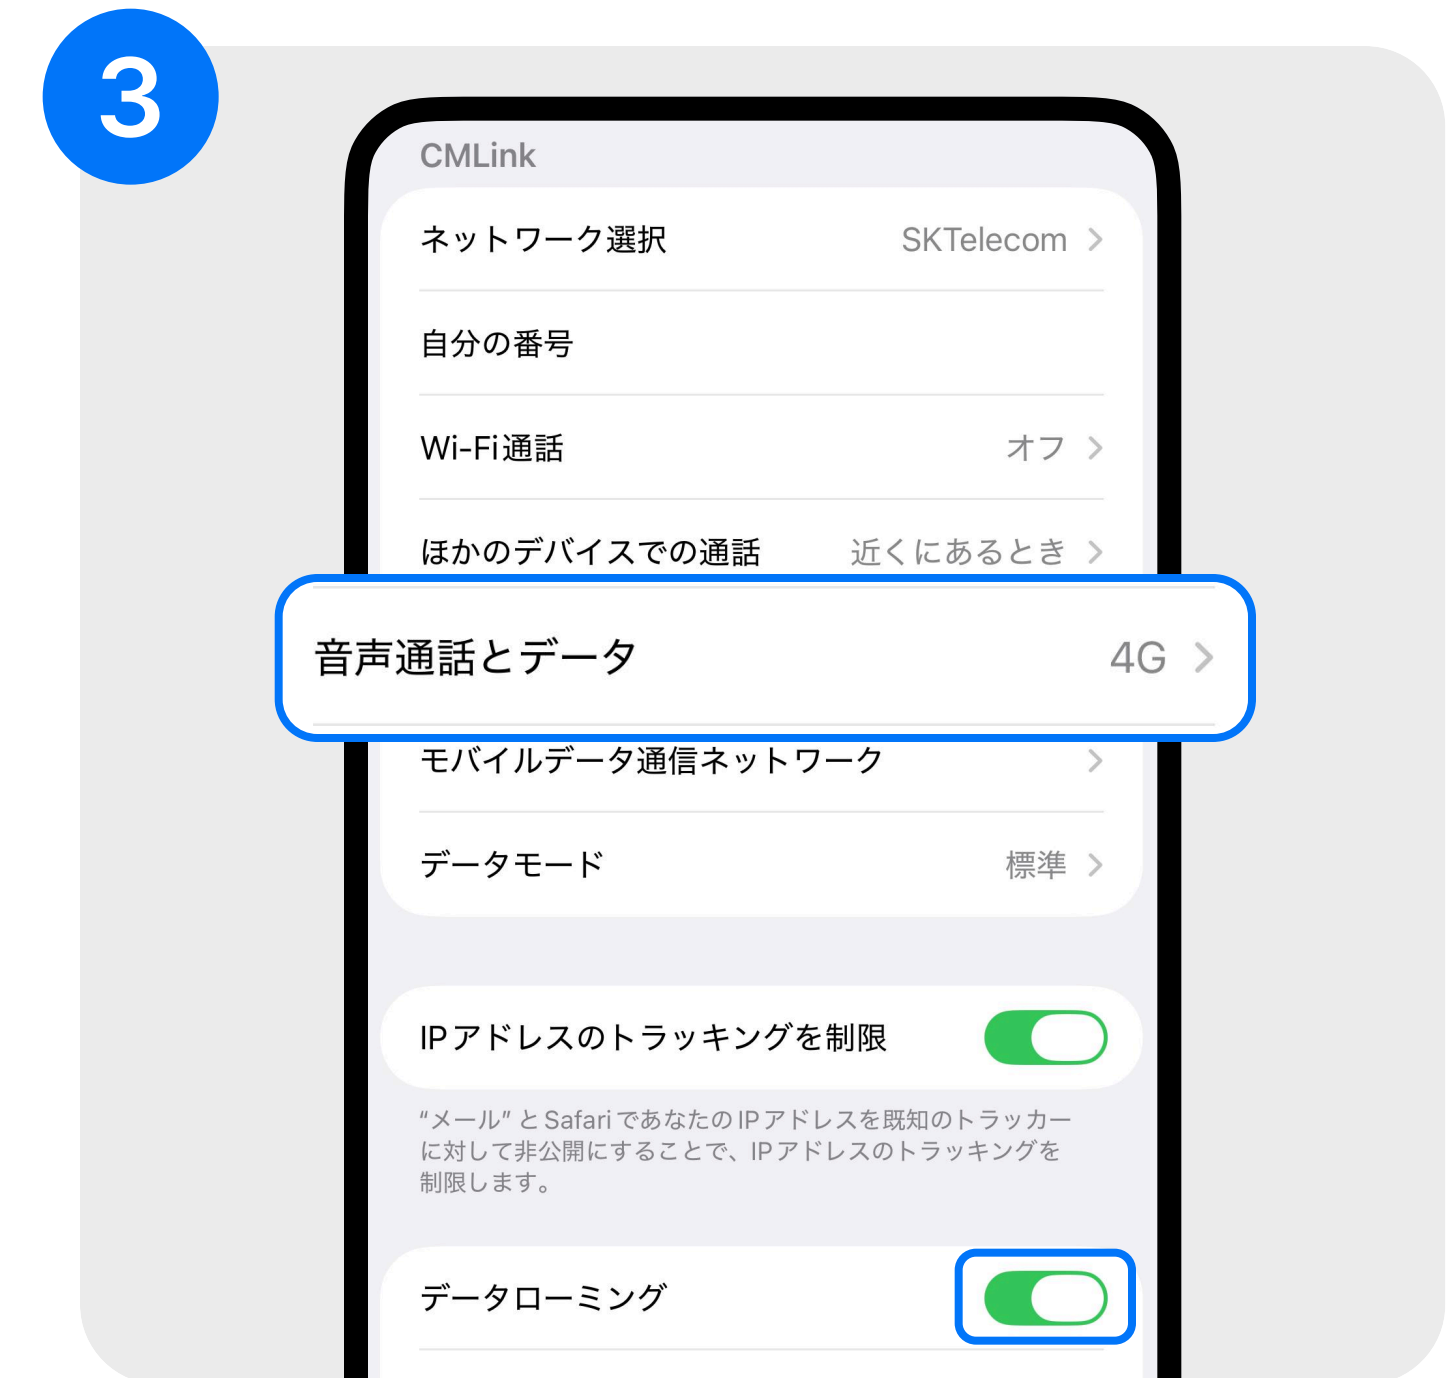 3
CMLink
ネットワーク選択 SKTelecom
自分の番号
Wi-Fi通話 オフ
ほかのデバイスでの通話 近くにあるとき
音声通話とデータ 4G
モバイルデータ通信ネットワーク
データモード 標準
IPアドレスのトラッキングを制限
“メール” とSafariであなたのIPアドレスを既知のトラッカー
に対して非公開にすることで、IPアドレスのトラッキングを
制限します。
データローミング